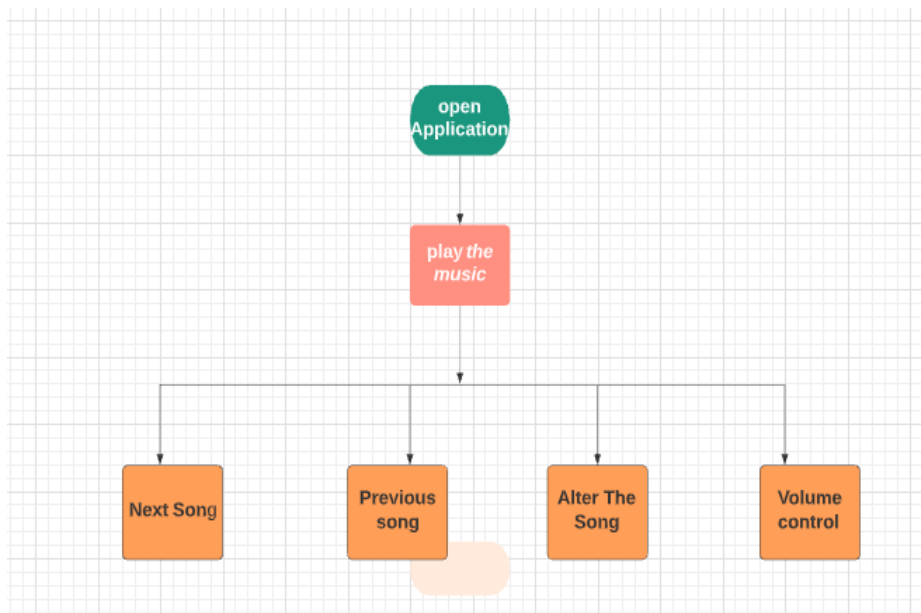 open
Application
play the
music
Next Song
Previous
song
Alter The
Song
Volume
control